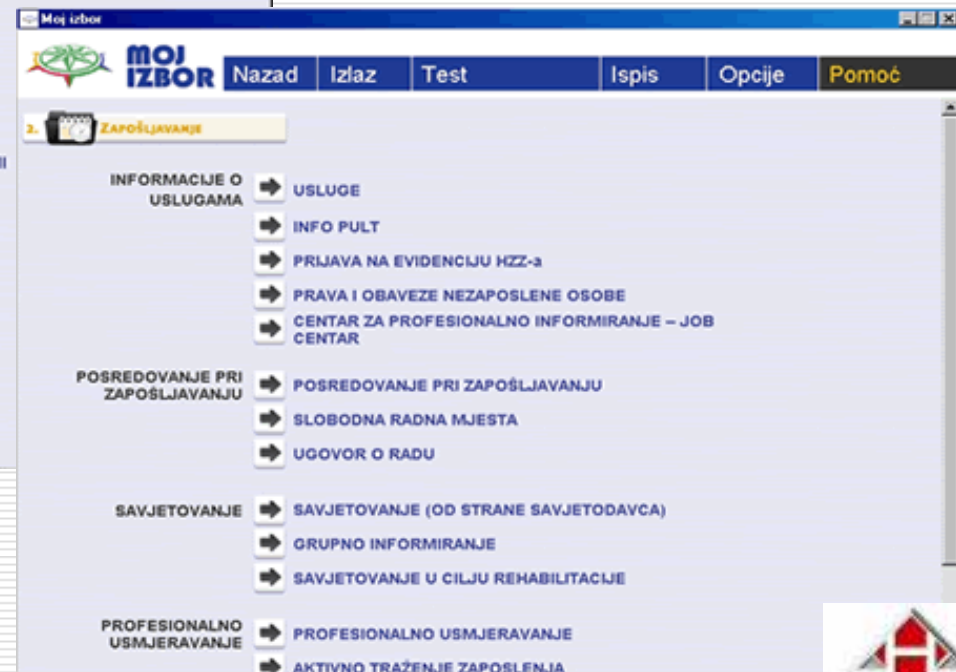 Moj izbor
MOJ
IZBOR
Nazad Izlaz Test Ispis Opcije Pomoć
2. ZAPOŠLJAVANJE
INFORMACIJE O
USLUGAMA
USLUGE
INFO PULT
PRIJAVA NA EVIDENCIJU HZZ-a
PRAVA I OBAVEZE NEZAPOSLENE OSOBE
CENTAR ZA PROFESIONALNO INFORMIRANJE – JOB
CENTAR
POSREDOVANJE PRI
ZAPOŠLJAVANJU
POSREDOVANJE PRI ZAPOŠLJAVANJU
SLOBODNA RADNA MJESTA
UGOVOR O RADU
SAVJETOVANJE
SAVJETOVANJE (OD STRANE SAVJETODAVCA)
GRUPNO INFORMIRANJE
SAVJETOVANJE U CILJU REHABILITACIJE
PROFESIONALNO
USMJERAVANJE
PROFESIONALNO USMJERAVANJE
AKTIVNO TRAŽENJE ZAPOSLENJA